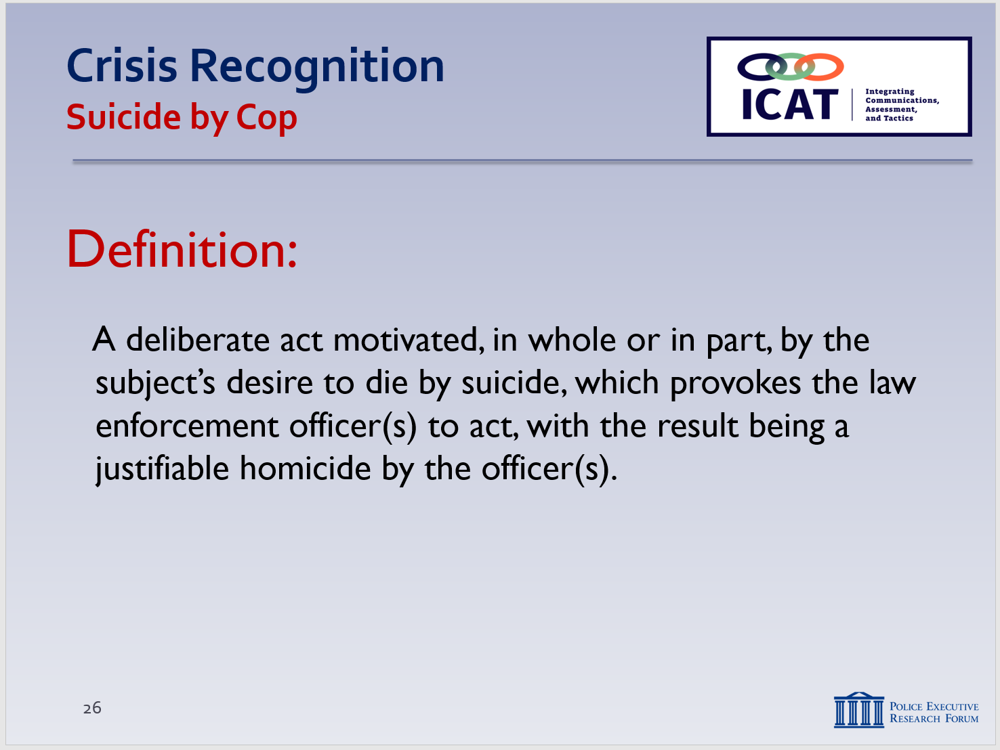 Crisis Recognition
Suicide by Cop
ICAT
Integrating
Communications,
Assessment,
and Tactics
Definition:
A deliberate act motivated, in whole or in part, by the
subject’s desire to die by suicide, which provokes the law
enforcement officer(s) to act, with the result being a
justifiable homicide by the officer(s).
26
Police Executive
Research Forum